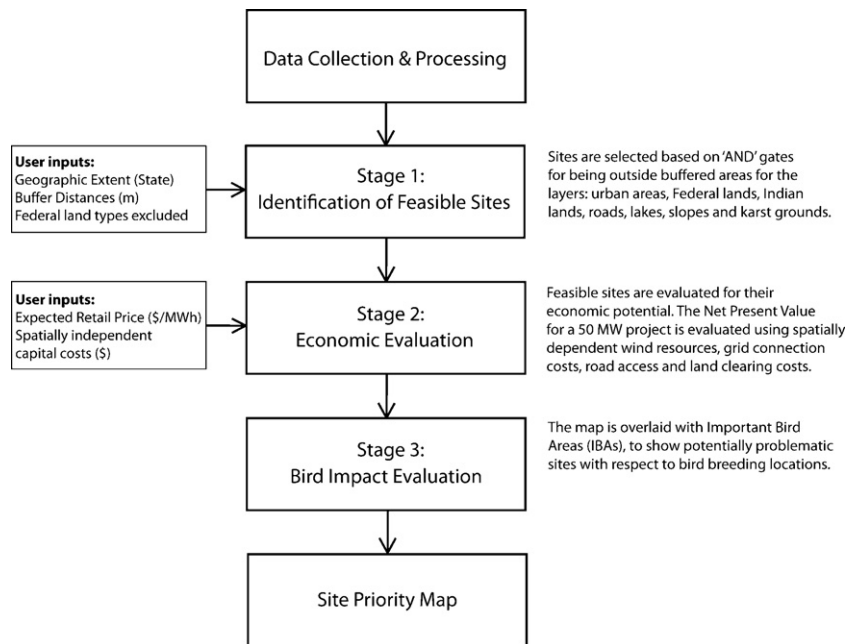 Data Collection & Processing
User inputs:
Geographic Extent (State)
Buffer Distances (m)
Federal land types excluded
Stage 1:
Identification of Feasible Sites
Sites are selected based on ‘AND’ gates
for being outside buffered areas for the
layers: urban areas, Federal lands, Indian
lands, roads, lakes, slopes and karst grounds.
User inputs:
Expected Retail Price ($/MWh)
Spatially independent
capital costs ($)
Stage 2:
Economic Evaluation
Feasible sites are evaluated for their
economic potential. The Net Present Value
for a 50 MW project is evaluated using spatially
dependent wind resources, grid connection
costs, road access and land clearing costs.
Stage 3:
Bird Impact Evaluation
The map is overlaid with Important Bird
Areas (IBAs), to show potentially problematic
sites with respect to bird breeding locations.
Site Priority Map